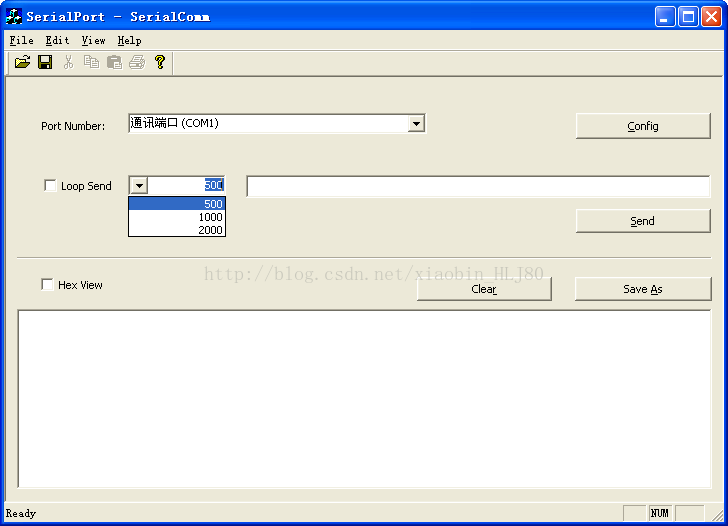 SerialPort - SerialComm
File Edit View Help
Port Number: 通讯端口 (COM1) Config
Loop Send 500
500
1000
2000
Send
http://blog.csdn.net/xiaobin_HLJ80
Hex View Clear Save As
Ready NUM